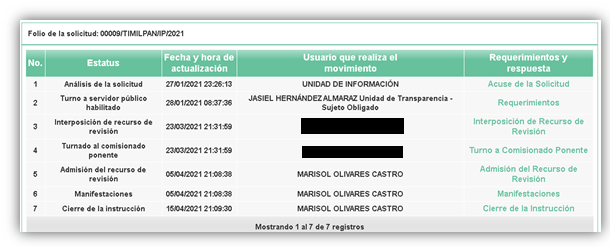 Folio de la solicitud: 00009/TIMILPAN/IP/2021
No. Estatus Fecha y hora de actualización Usuario que realiza el movimiento Requerimientos y respuesta
1 Análisis de la solicitud 27/01/2021 23:26:13 UNIDAD DE INFORMACIÓN Acuse de la Solicitud
2 Turno a servidor público habilitado 28/01/2021 08:37:36 JASIEL HERNÁNDEZ ALMARAZ Unidad de Transparencia - Sujeto Obligado Requerimientos
3 Interposición de recurso de revisión 23/03/2021 21:31:59 Interposición de Recurso de Revisión
4 Turnado al comisionado ponente 23/03/2021 21:31:59 Turno a Comisionado Ponente
5 Admisión del recurso de revisión 05/04/2021 21:08:38 MARISOL OLIVARES CASTRO Admisión del Recurso de Revisión
6 Manifestaciones 05/04/2021 21:08:38 MARISOL OLIVARES CASTRO Manifestaciones
7 Cierre de la instrucción 15/04/2021 21:09:30 MARISOL OLIVARES CASTRO Cierre de la Instrucción
Mostrando 1 al 7 de 7 registros